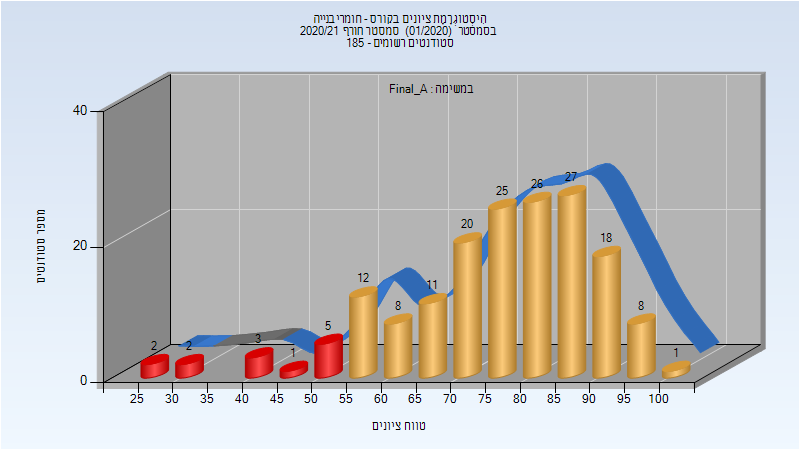 היסטוגרמת ציונים בקורס - חומרי בנייה
בסמסטר (01/2020) סמסטר חורף 2020/21
סטודנטים רשומים - 185
במשימה : Final_A
40
20
0
מספר סטודנטים
2 2 3 1 5 12 8 11 20 25 26 27 18 8 1
25 30 35 40 45 50 55 60 65 70 75 80 85 90 95 100
טווח ציונים